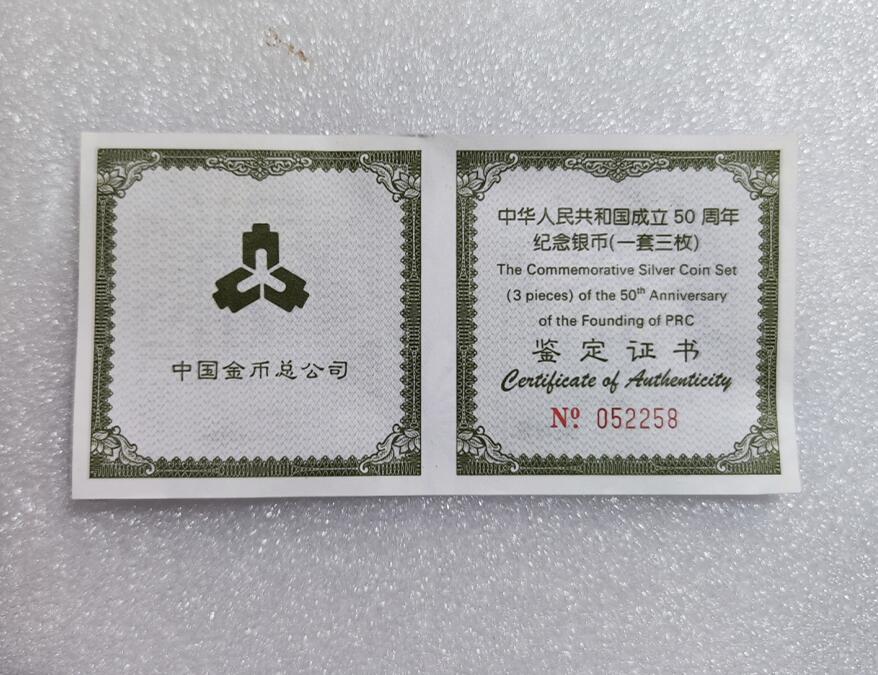 中国金币总公司
中华人民共和国成立 50 周年
纪念银币(一套三枚)
The Commemorative Silver Coin Set
(3 pieces) of the 50th Anniversary
of the Founding of PRC
鉴定证书
Certificate of Authenticity
Nº 052258